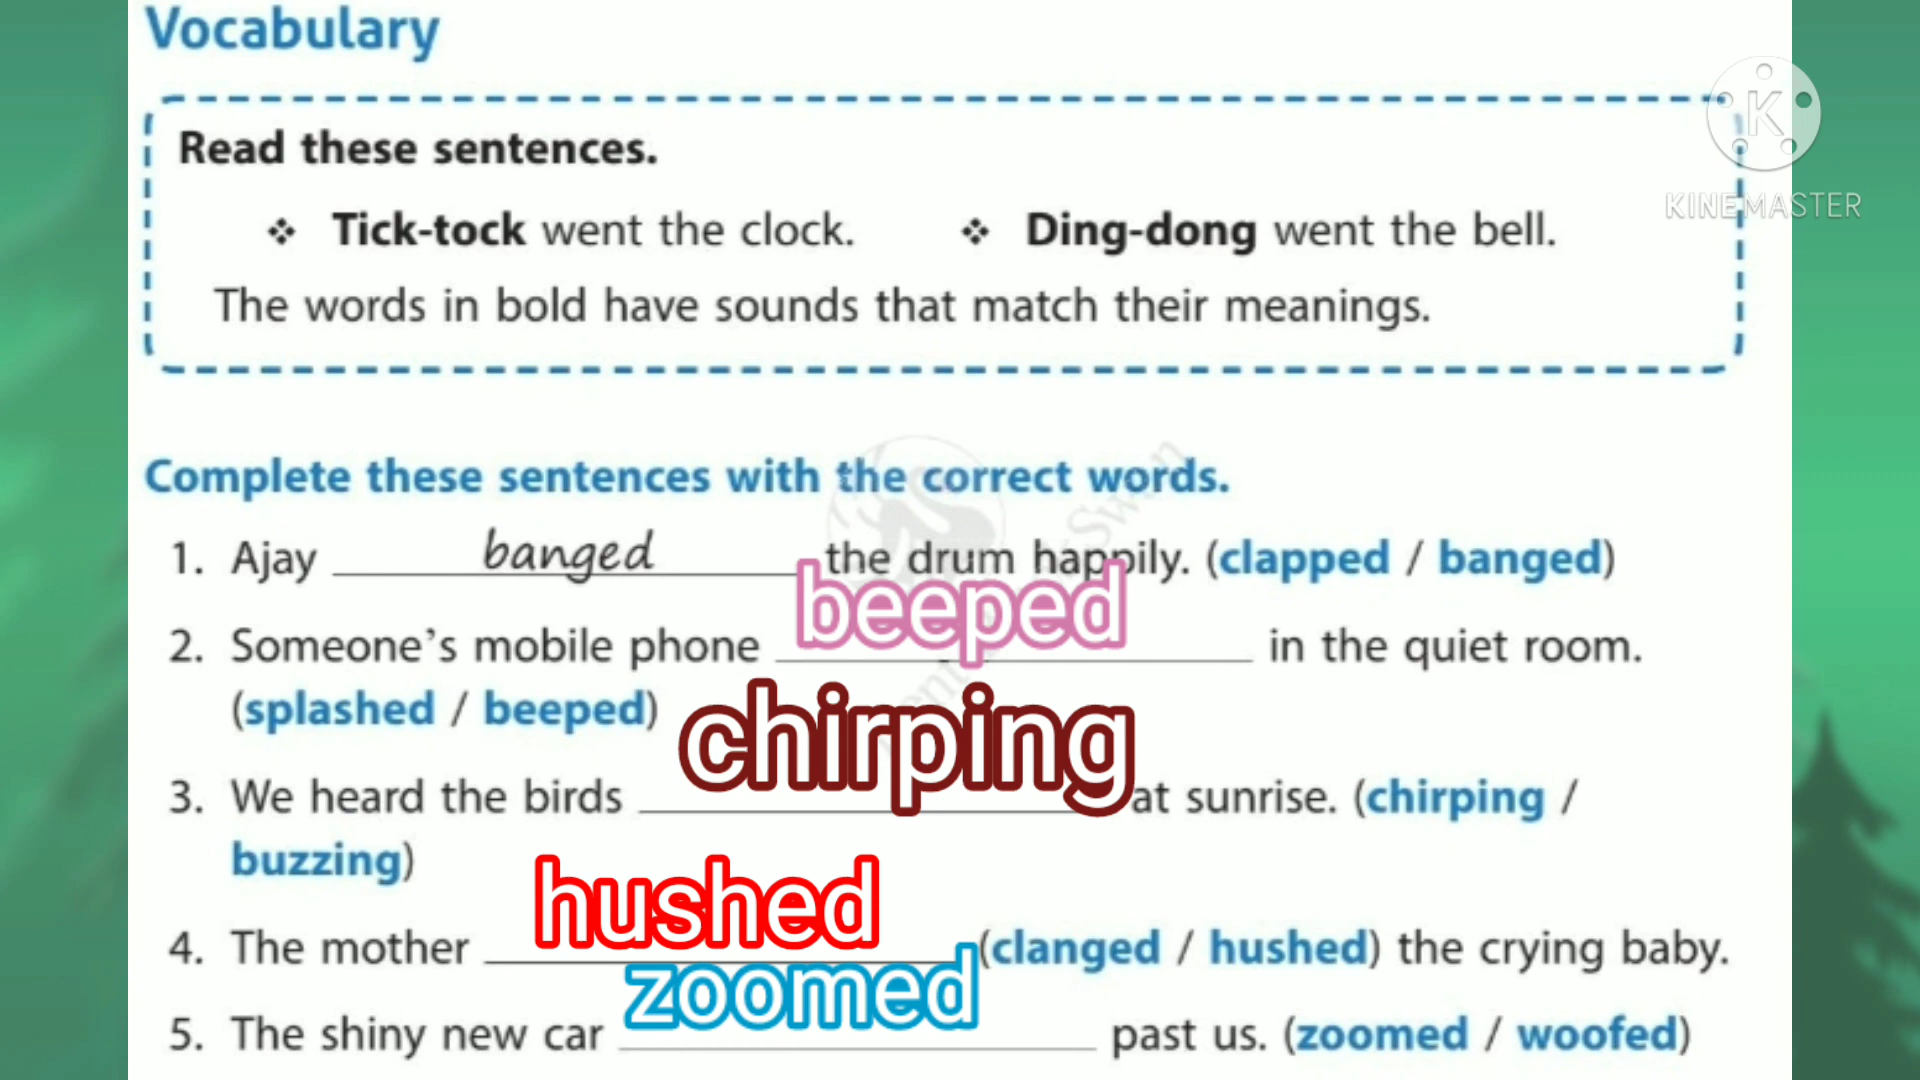 Vocabulary
K
KINEMASTER
Read these sentences.
❖ Tick-tock went the clock. ❖ Ding-dong went the bell.
The words in bold have sounds that match their meanings.
Complete these sentences with the correct words.
1. Ajay banged the drum happily. (clapped / banged)
2. Someone’s mobile phone beeped in the quiet room.
(splashed / beeped)
3. We heard the birds chirping at sunrise. (chirping /
buzzing)
4. The mother hushed (clanged / hushed) the crying baby.
5. The shiny new car zoomed past us. (zoomed / woofed)